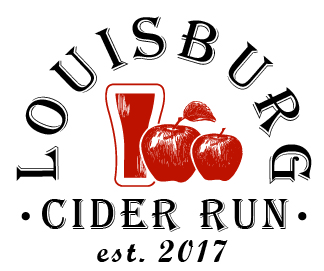 LOUISBURG
· CIDER RUN ·
est. 2017